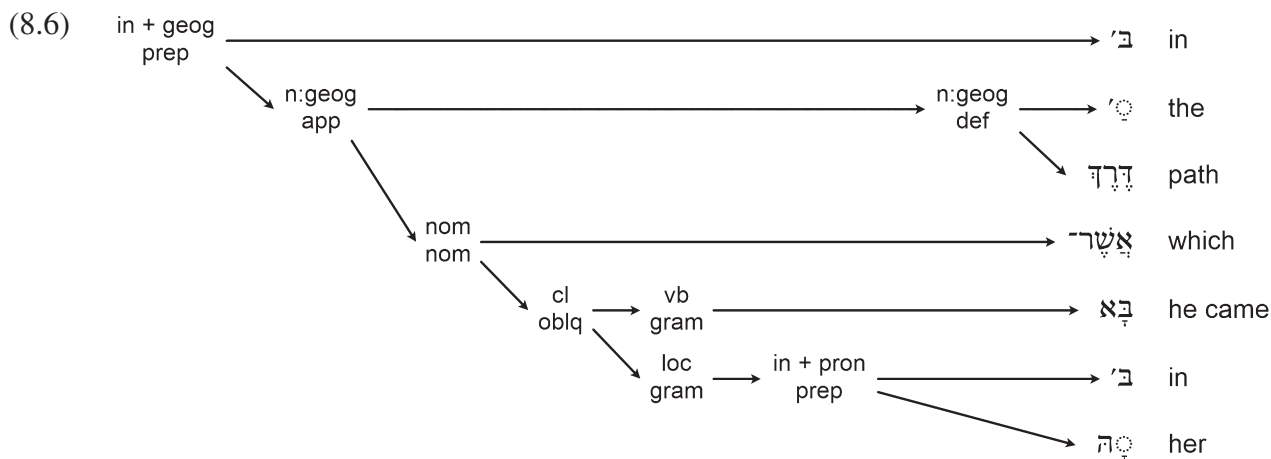 (8.6)
in + geog
prep
בּ׳ in
n:geog
app
n:geog
def
◌ַ׳ the
דֶּרֶךְ path
nom
nom
אֲשֶׁר־ which
cl
oblq
vb
gram
בָּא he came
loc
gram
in + pron
prep
בּ׳ in
◌ָהּ her